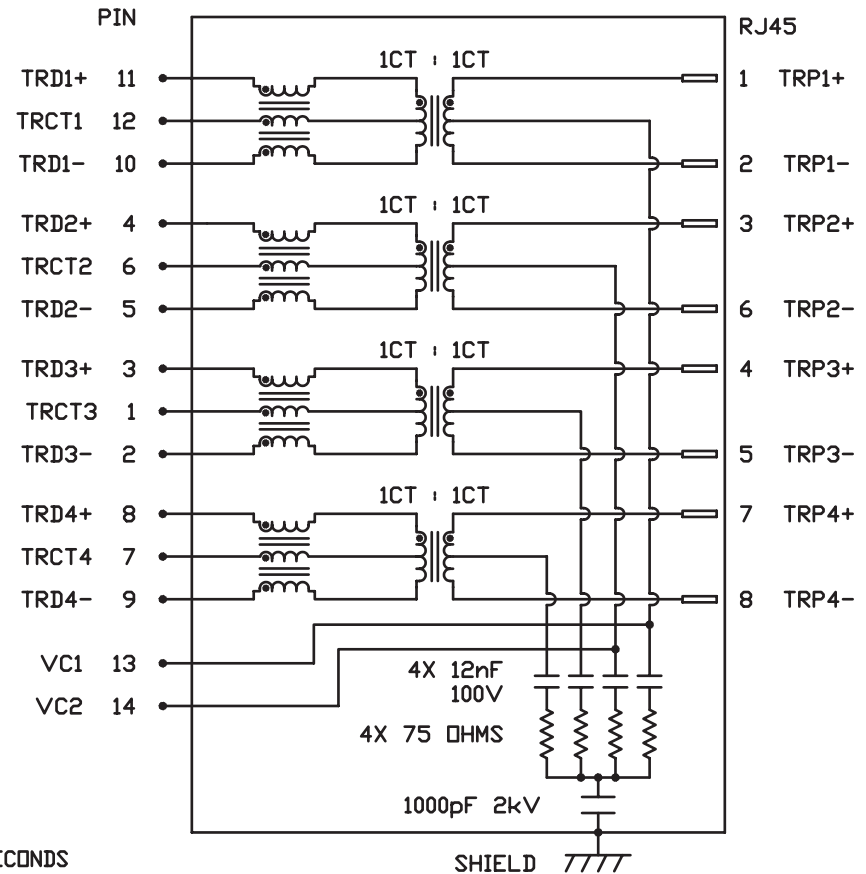 PIN
RJ45
1CT : 1CT
TRD1+ 11 1 TRP1+
TRCT1 12
TRD1- 10 2 TRP1-
1CT : 1CT
TRD2+ 4 3 TRP2+
TRCT2 6
TRD2- 5 6 TRP2-
1CT : 1CT
TRD3+ 3 4 TRP3+
TRCT3 1
TRD3- 2 5 TRP3-
1CT : 1CT
TRD4+ 8 7 TRP4+
TRCT4 7
TRD4- 9 8 TRP4-
VC1 13
4X 12nF
100V
VC2 14
4X 75 OHMS
1000pF 2kV
ECONDS
SHIELD